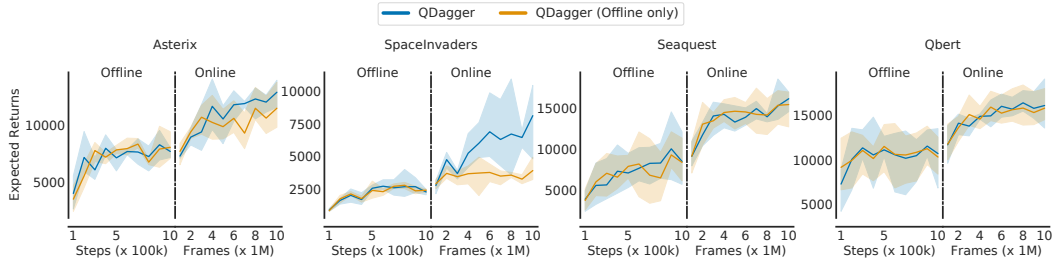 QDagger QDagger (Offline only)
Asterix SpaceInvaders Seaquest Qbert
Offline Online Offline Online Offline Online Offline Online
Expected Returns
10000
5000
10000
7500
5000
2500
15000
10000
5000
15000
10000
5000
1 5 10 2 4 6 8 10 1 5 10 2 4 6 8 10 1 5 10 2 4 6 8 10 1 5 10 2 4 6 8 10
Steps (x 100k) Frames (x 1M) Steps (x 100k) Frames (x 1M) Steps (x 100k) Frames (x 1M) Steps (x 100k) Frames (x 1M)